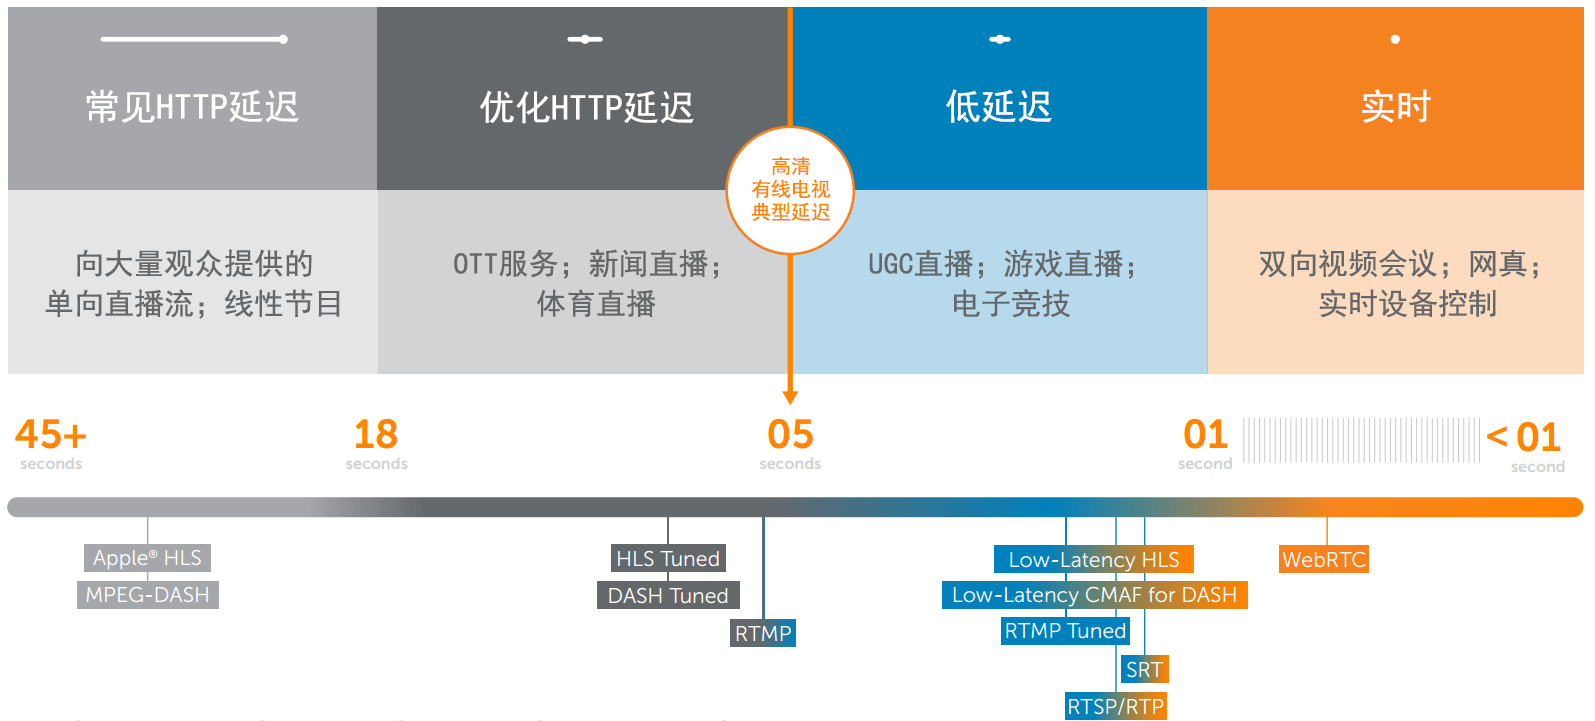 常见HTTP延迟
优化HTTP延迟
低延迟
实时
高清
有线电视
典型延迟
向大量观众提供的
单向直播流；线性节目
OTT服务；新闻直播；
体育直播
UGC直播；游戏直播；
电子竞技
双向视频会议；网真；
实时设备控制
45+
seconds
18
seconds
05
seconds
01
second
< 01
second
Apple® HLS
MPEG-DASH
HLS Tuned
DASH Tuned
RTMP
Low-Latency HLS
Low-Latency CMAF for DASH
RTMP Tuned
SRT
RTSP/RTP
WebRTC